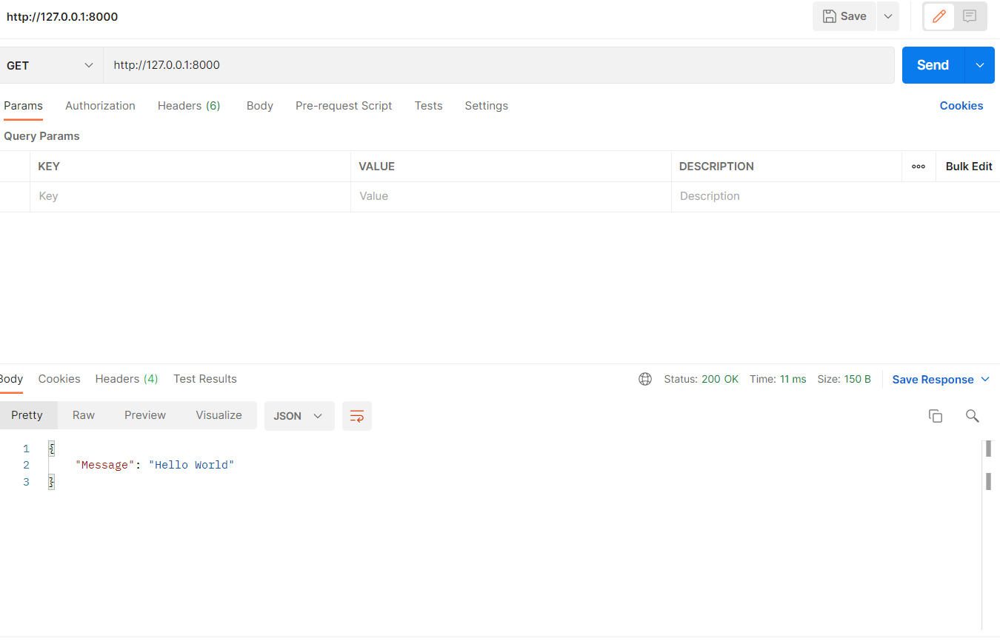 http://127.0.0.1:8000
Save
GET http://127.0.0.1:8000 Send
Params Authorization Headers (6) Body Pre-request Script Tests Settings Cookies
Query Params
KEY VALUE DESCRIPTION ooo Bulk Edit
Key Value Description
Body Cookies Headers (4) Test Results Status: 200 OK Time: 11 ms Size: 150 B Save Response
Pretty Raw Preview Visualize JSON
1 {
2 "Message": "Hello World"
3 }